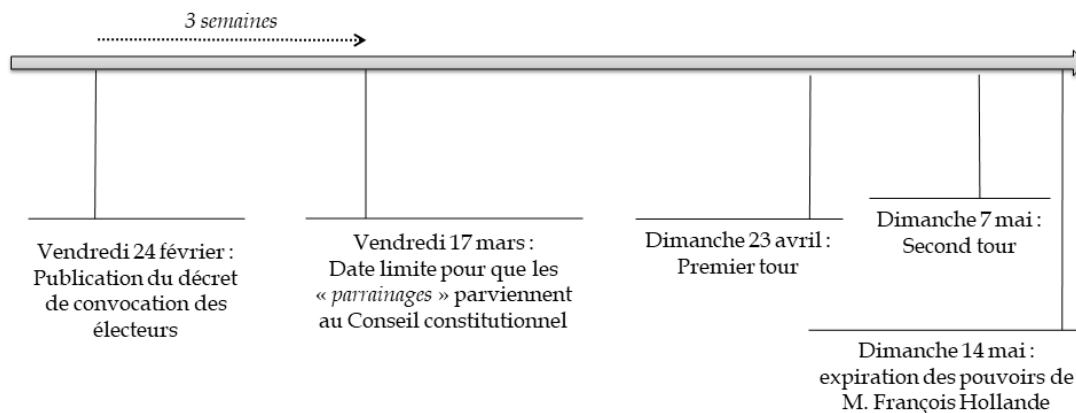 3 semaines
Vendredi 24 février :
Publication du décret
de convocation des
électeurs
Vendredi 17 mars :
Date limite pour que les
« parrainages » parviennent
au Conseil constitutionnel
Dimanche 23 avril :
Premier tour
Dimanche 7 mai :
Second tour
Dimanche 14 mai :
expiration des pouvoirs de
M. François Hollande